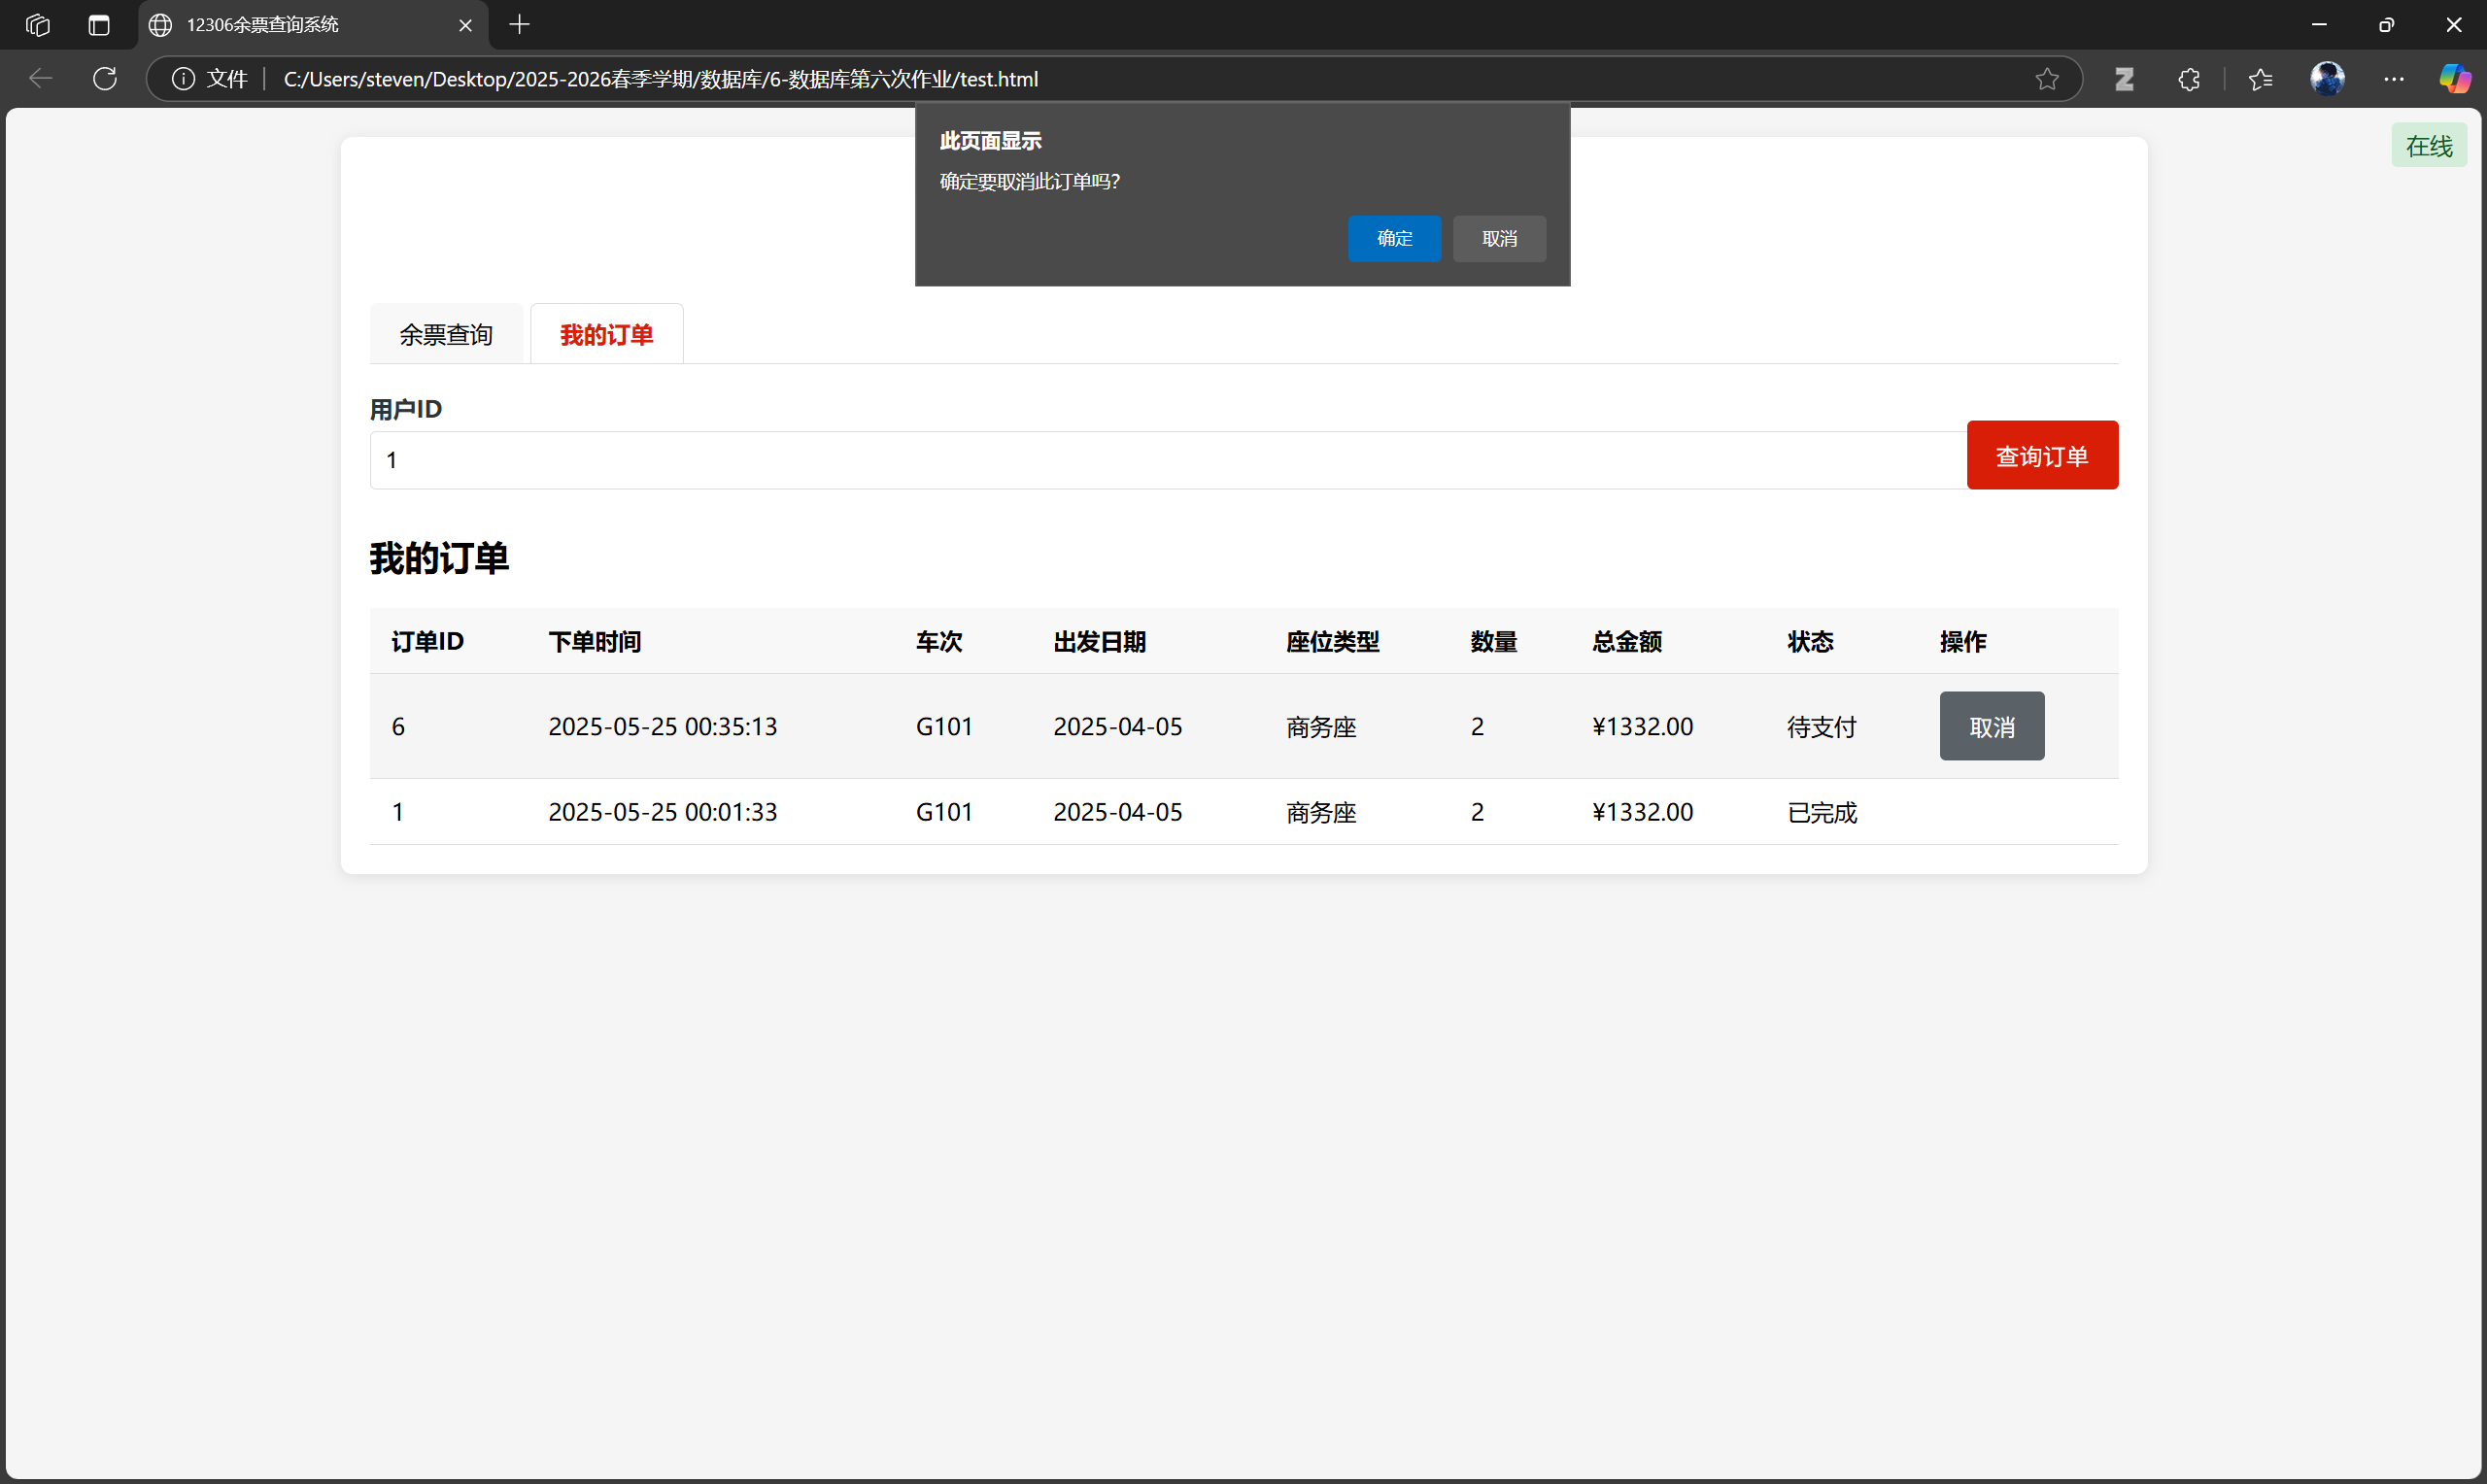 12306余票查询系统
文件 C:/Users/steven/Desktop/2025-2026春季学期/数据库/6-数据库第六次作业/test.html
此页面显示
确定要取消此订单吗?
确定 取消
在线
余票查询 我的订单
用户ID
1
查询订单
我的订单
订单ID 下单时间 车次 出发日期 座位类型 数量 总金额 状态 操作
6 2025-05-25 00:35:13 G101 2025-04-05 商务座 2 ¥1332.00 待支付 取消
1 2025-05-25 00:01:33 G101 2025-04-05 商务座 2 ¥1332.00 已完成